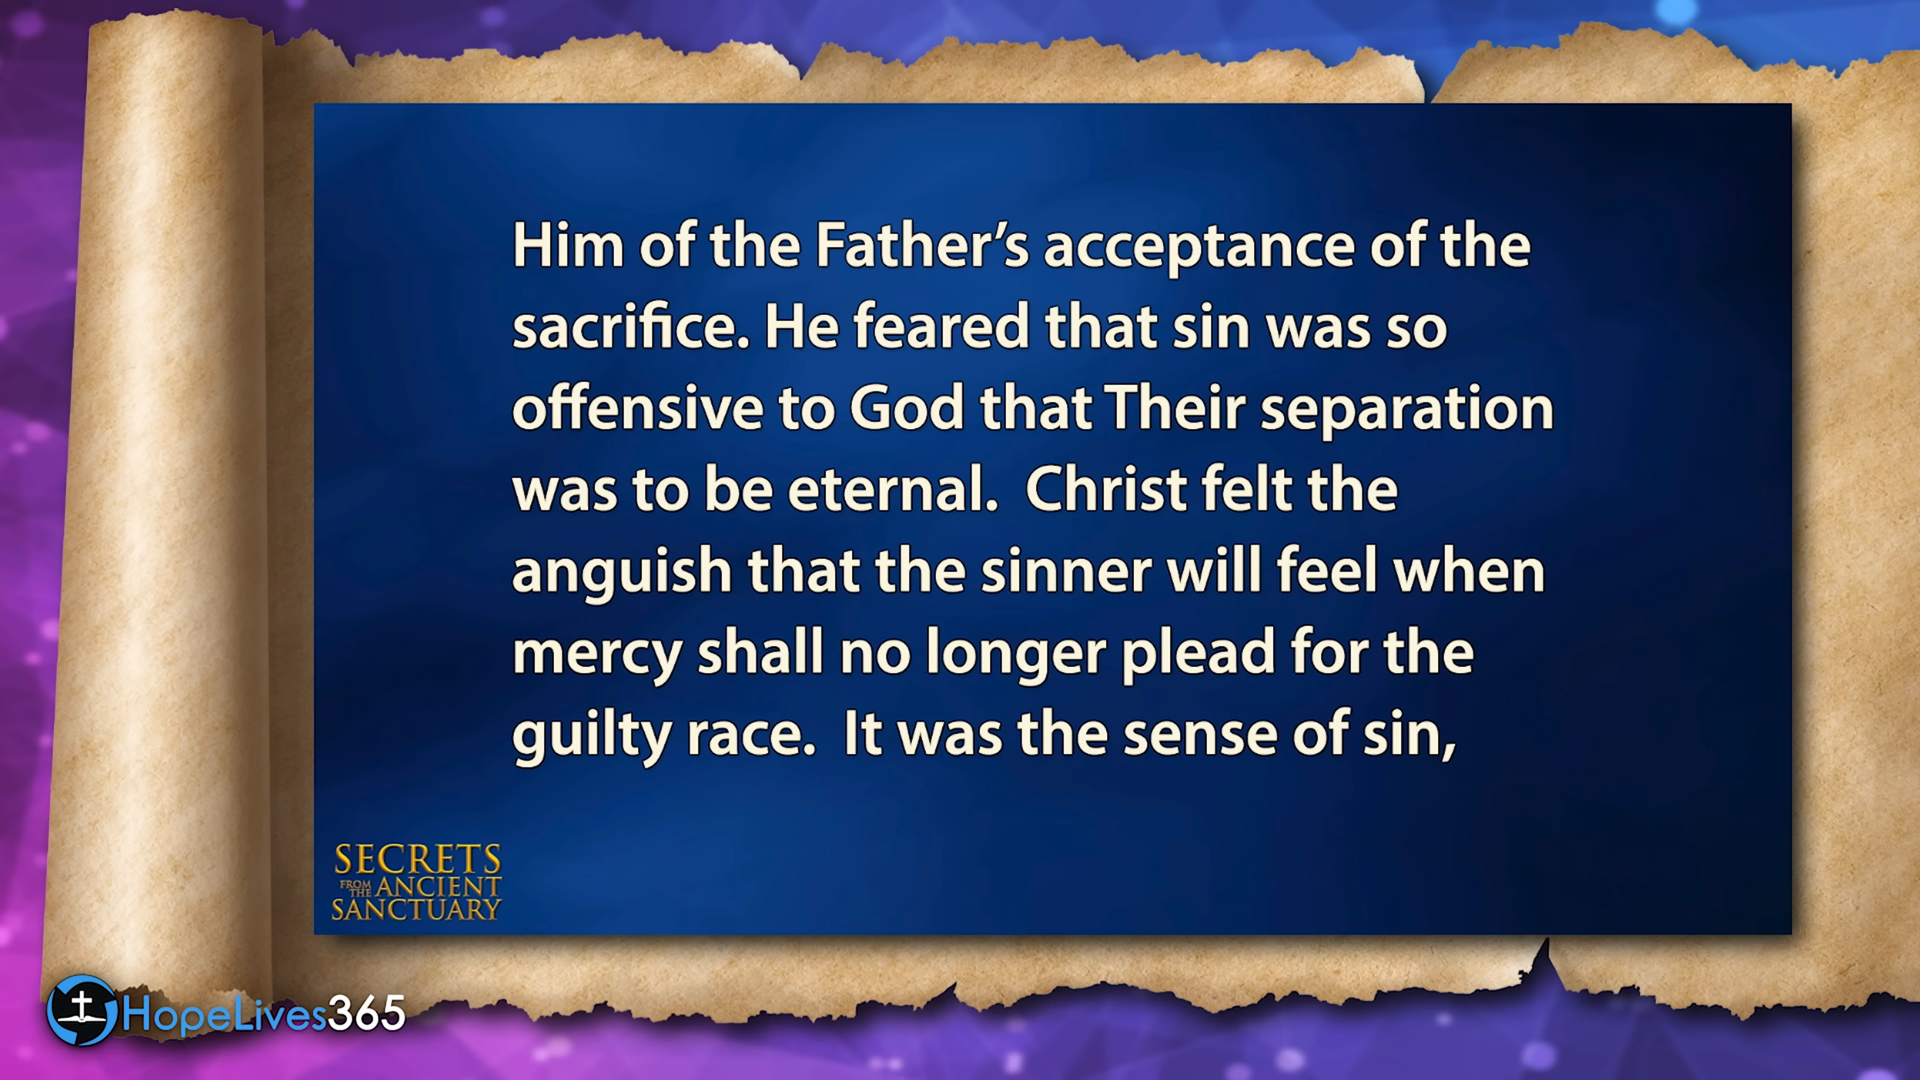 Him of the Father’s acceptance of the
sacrifice. He feared that sin was so
offensive to God that Their separation
was to be eternal.  Christ felt the
anguish that the sinner will feel when
mercy shall no longer plead for the
guilty race.  It was the sense of sin,
SECRETS
FROM THE ANCIENT
SANCTUARY
HopeLives365